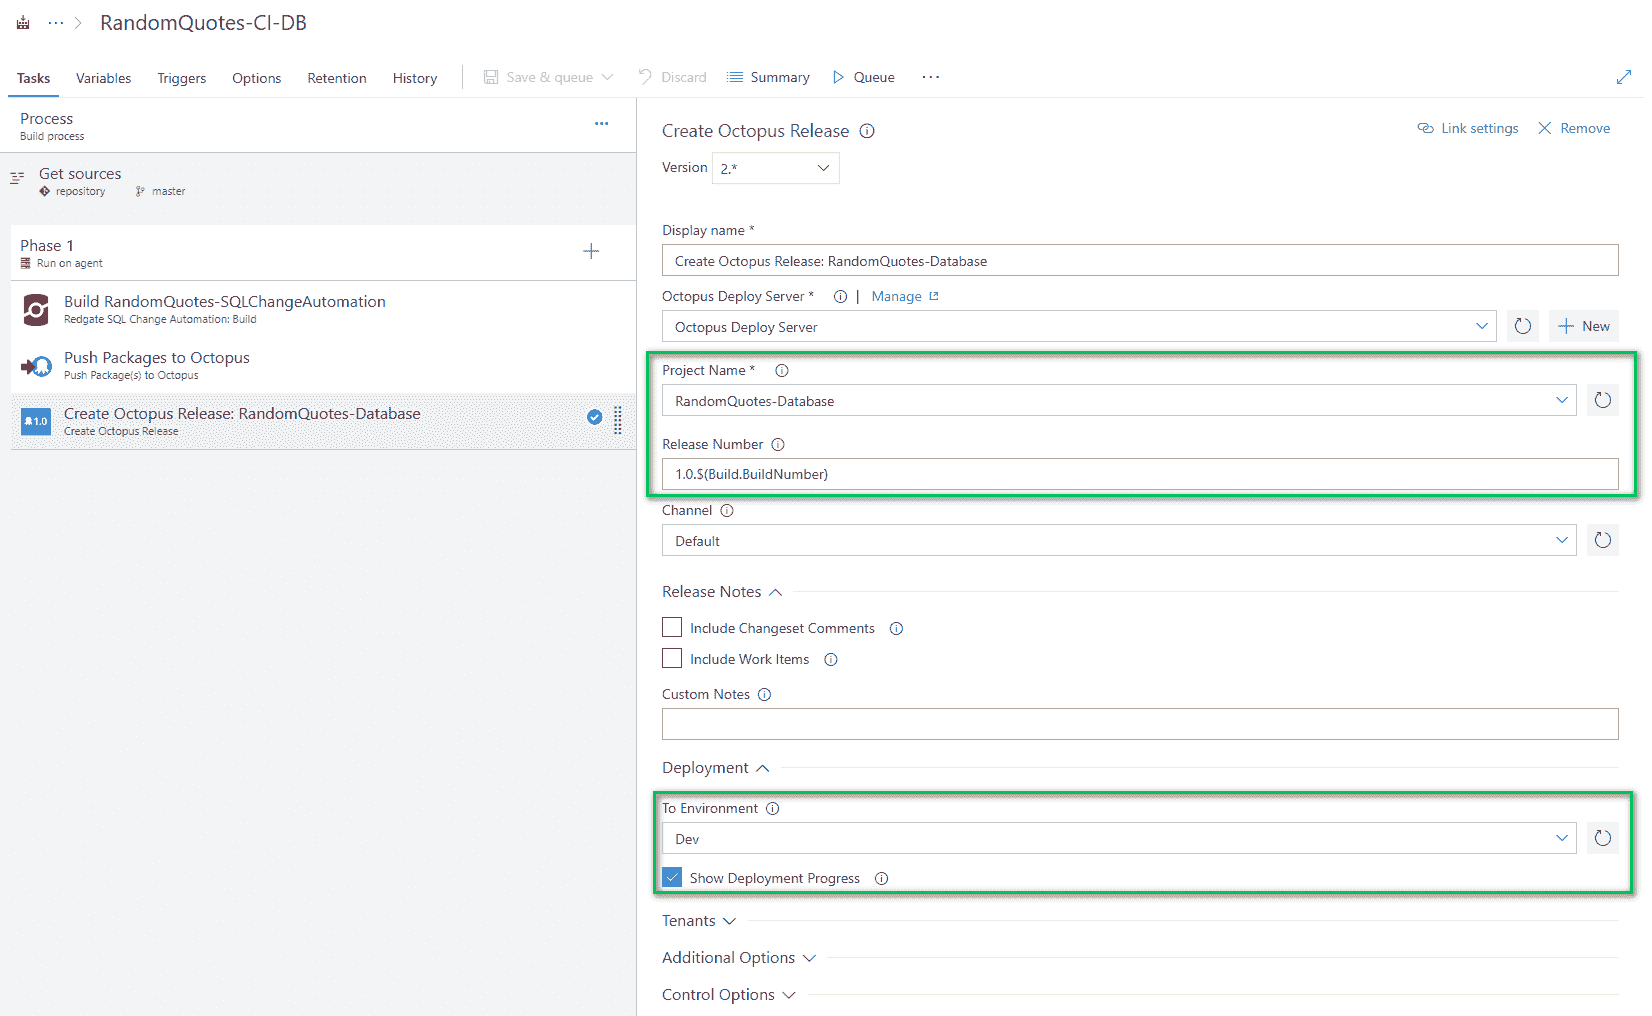 RandomQuotes-CI-DB
Tasks Variables Triggers Options Retention History Save & queue Discard Summary Queue
Process
Build process
Get sources
repository master
Phase 1
Run on agent
Build RandomQuotes-SQLChangeAutomation
Redgate SQL Change Automation: Build
Push Packages to Octopus
Push Package(s) to Octopus
1.0 Create Octopus Release: RandomQuotes-Database
Create Octopus Release
Create Octopus Release Link settings Remove
Version 2.*
Display name *
Create Octopus Release: RandomQuotes-Database
Octopus Deploy Server * | Manage
Octopus Deploy Server New
Project Name *
RandomQuotes-Database
Release Number
1.0.$(Build.BuildNumber)
Channel
Default
Release Notes
Include Changeset Comments
Include Work Items
Custom Notes
Deployment
To Environment
Dev
Show Deployment Progress
Tenants
Additional Options
Control Options